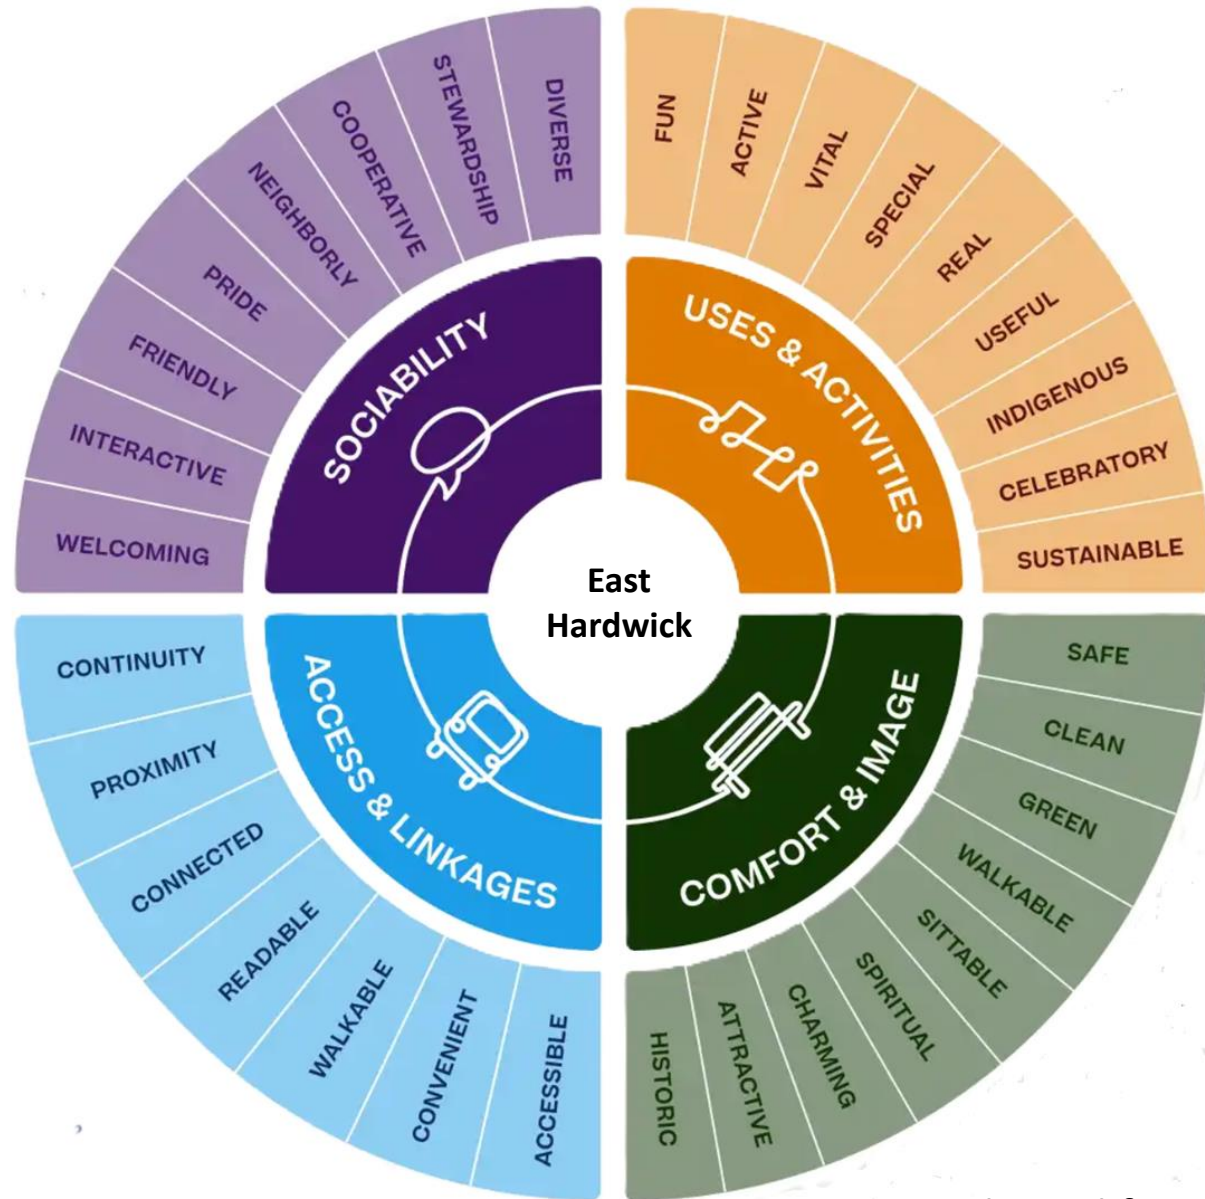 DIVERSE
STEWARDSHIP
COOPERATIVE
NEIGHBORLY
PRIDE
FRIENDLY
INTERACTIVE
WELCOMING
SOCIABILITY
FUN
ACTIVE
VITAL
SPECIAL
REAL
USEFUL
INDIGENOUS
CELEBRATORY
SUSTAINABLE
USES & ACTIVITIES
East
Hardwick
CONTINUITY
PROXIMITY
CONNECTED
READABLE
WALKABLE
CONVENIENT
ACCESSIBLE
ACCESS & LINKAGES
SAFE
CLEAN
GREEN
WALKABLE
SITTABLE
SPIRITUAL
CHARMING
ATTRACTIVE
HISTORIC
COMFORT & IMAGE